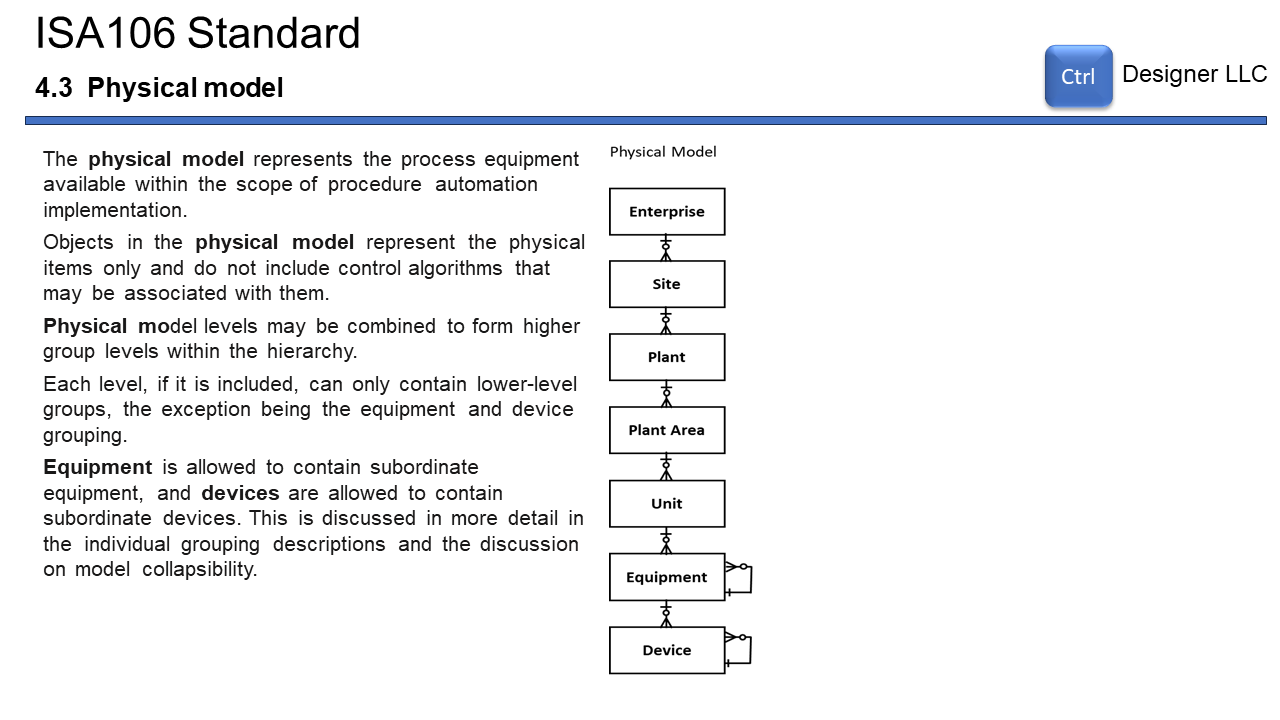 ISA106 Standard
4.3 Physical model
Ctrl
Designer LLC
The physical model represents the process equipment
available within the scope of procedure automation
implementation.
Objects in the physical model represent the physical
items only and do not include control algorithms that
may be associated with them.
Physical model levels may be combined to form higher
group levels within the hierarchy.
Each level, if it is included, can only contain lower-level
groups, the exception being the equipment and device
grouping.
Equipment is allowed to contain subordinate
equipment, and devices are allowed to contain
subordinate devices. This is discussed in more detail in
the individual grouping descriptions and the discussion
on model collapsibility.
Physical Model
Enterprise
Site
Plant
Plant Area
Unit
Equipment
Device